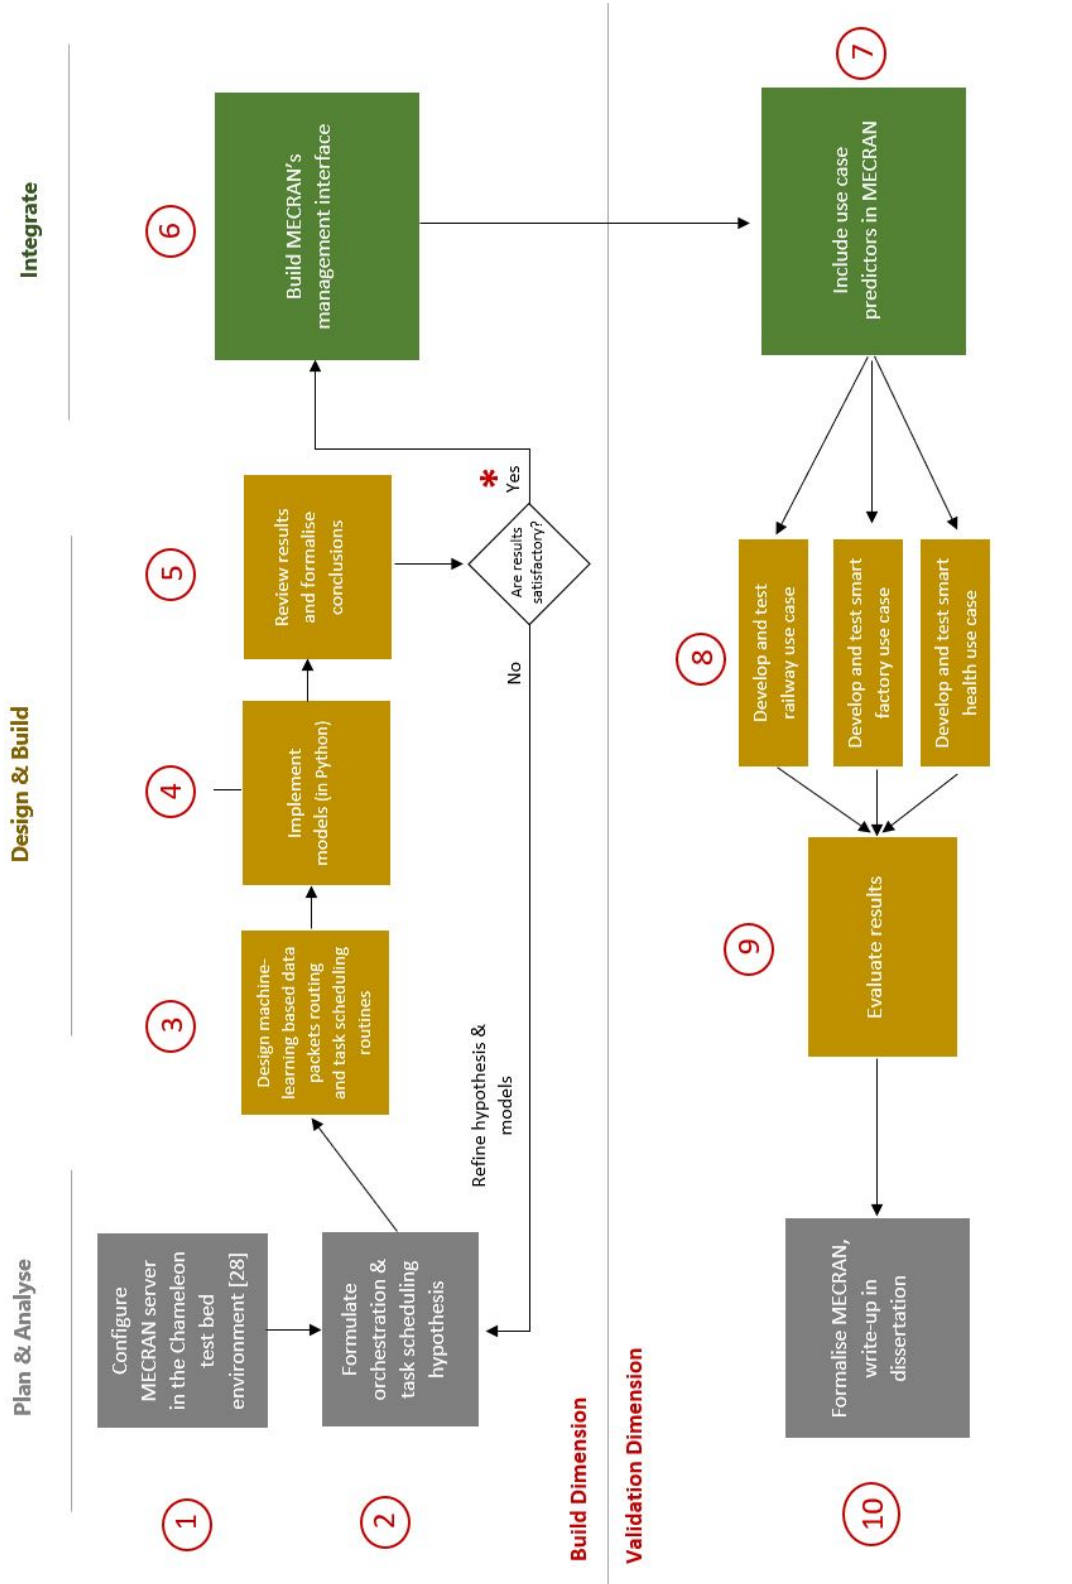 Plan & Analyse
Design & Build
Integrate
1
Configure
MECRAN server
in the Chameleon
test bed
environment [28]
2
Formulate
orchestration &
task scheduling
hypothesis
3
Design machine-
learning based data
packets routing
and task scheduling
routines
4
Implement
models (in Python)
5
Review results
and formalise
conclusions
Are results
satisfactory?
*
Yes
No
Refine hypothesis &
models
6
Build MECRAN’s
management interface
Build Dimension
Validation Dimension
7
Include use case
predictors in MECRAN
8
Develop and test
railway use case
Develop and test smart
factory use case
Develop and test smart
health use case
9
Evaluate results
10
Formalise MECRAN,
write-up in
dissertation